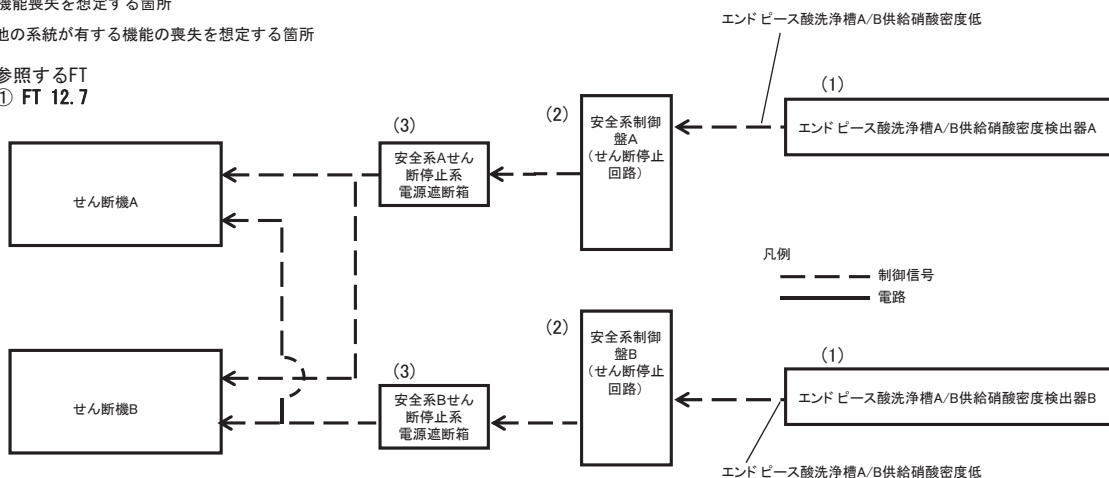 機能喪失を想定する箇所
他の系統が有する機能の喪失を想定する箇所
参照するFT
① FT 12.7
エンドピース酸洗浄槽A/B供給硝酸密度低
(1)
エンドピース酸洗浄槽A/B供給硝酸密度検出器A
(2)
安全系制御
盤A
(せん断停止
回路)
(3)
安全系Aせん
断停止系
電源遮断箱
せん断機A
凡例
制御信号
電路
(2)
安全系制御
盤B
(せん断停止
回路)
(1)
エンドピース酸洗浄槽A/B供給硝酸密度検出器B
(3)
安全系Bせん
断停止系
電源遮断箱
せん断機B
エンドピース酸洗浄槽A/B供給硝酸密度低